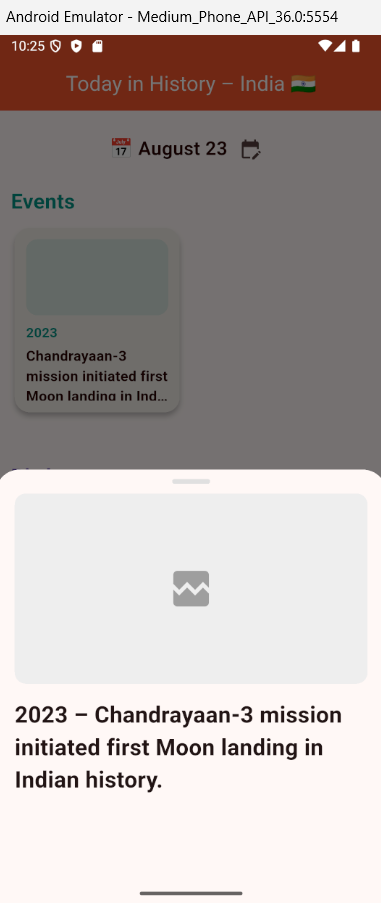 Android Emulator - Medium_Phone_API_36.0:5554
10:25
Today in History – India 🇮🇳
📅 August 23
Events
2023
Chandrayaan-3
mission initiated first
Moon landing in Ind...
2023 – Chandrayaan-3 mission
initiated first Moon landing in
Indian history.